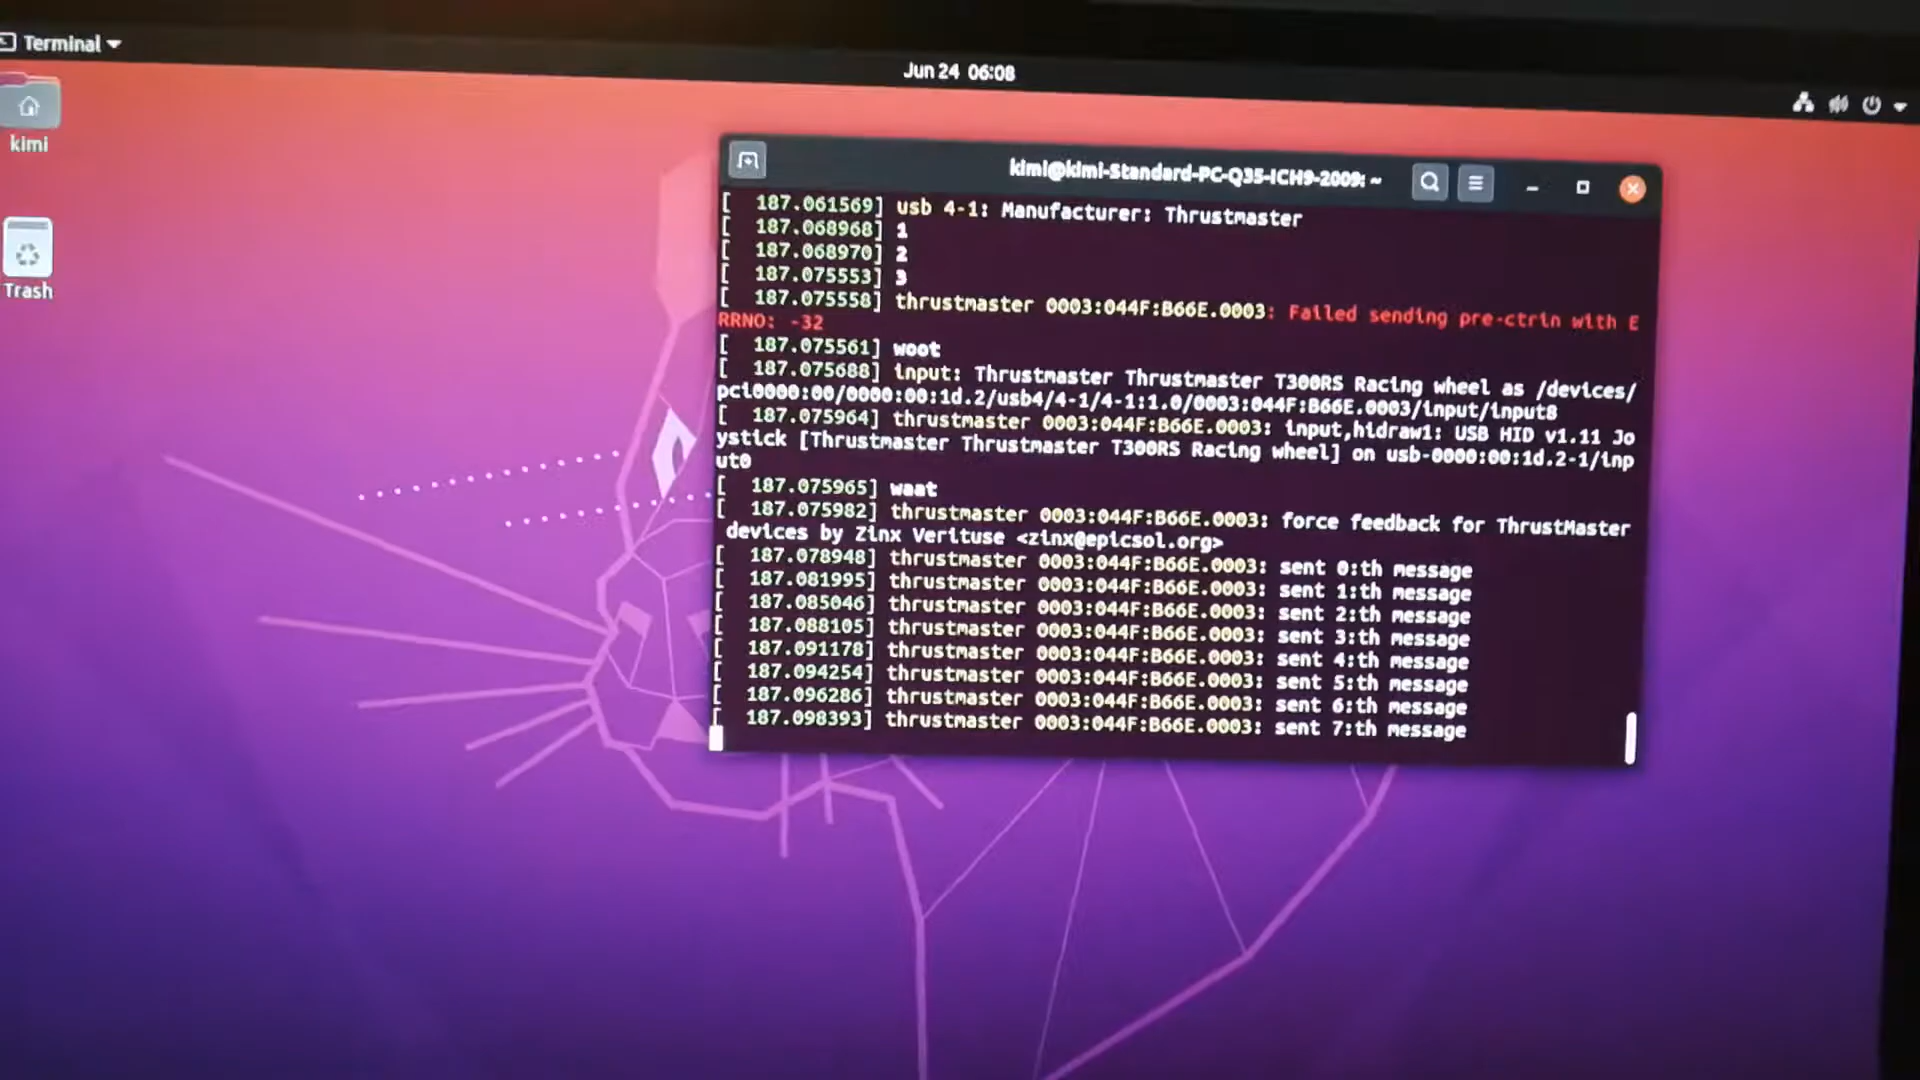 Terminal
Jun 24 06:08
kimi
Trash
kimi@kimi-Standard-PC-Q35-ICH9-2009: ~
[  187.061569] usb 4-1: Manufacturer: Thrustmaster
[  187.068968] 1
[  187.068970] 2
[  187.075553] 3
[  187.075558] thrustmaster 0003:044F:B66E.0003: Failed sending pre-ctrin with E
RRNO: -32
[  187.075561] woot
[  187.075688] input: Thrustmaster Thrustmaster T300RS Racing wheel as /devices/
pci0000:00/0000:00:1d.2/usb4/4-1/4-1:1.0/0003:044F:B66E.0003/input/input8
[  187.075964] thrustmaster 0003:044F:B66E.0003: input,hidraw1: USB HID v1.11 Jo
ystick [Thrustmaster Thrustmaster T300RS Racing wheel] on usb-0000:00:1d.2-1/inp
ut0
[  187.075965] waat
[  187.075982] thrustmaster 0003:044F:B66E.0003: force feedback for ThrustMaster
devices by Zinx Verituse <zinx@epicsol.org>
[  187.078948] thrustmaster 0003:044F:B66E.0003: sent 0:th message
[  187.081995] thrustmaster 0003:044F:B66E.0003: sent 1:th message
[  187.085046] thrustmaster 0003:044F:B66E.0003: sent 2:th message
[  187.088105] thrustmaster 0003:044F:B66E.0003: sent 3:th message
[  187.091178] thrustmaster 0003:044F:B66E.0003: sent 4:th message
[  187.094254] thrustmaster 0003:044F:B66E.0003: sent 5:th message
[  187.096286] thrustmaster 0003:044F:B66E.0003: sent 6:th message
[  187.098393] thrustmaster 0003:044F:B66E.0003: sent 7:th message